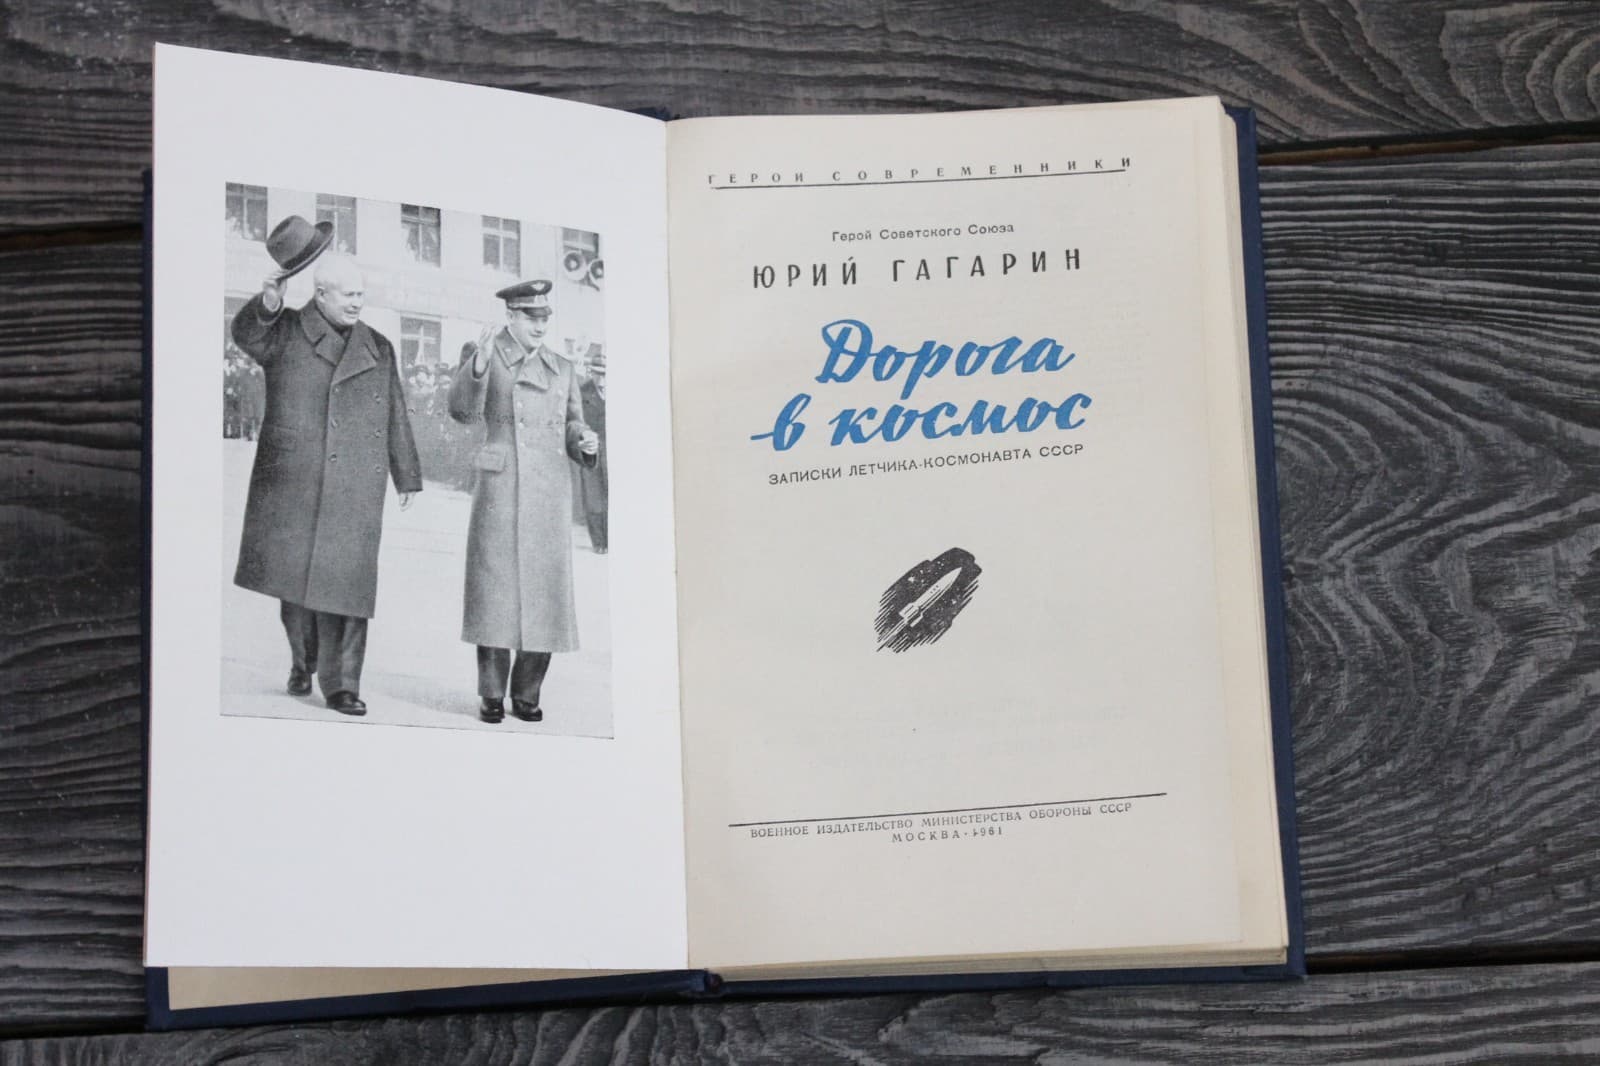 ГЕРОИ СОВРЕМЕННИКИ
Герой Советского Союза
ЮРИЙ ГАГАРИН
Дорога
в космос
ЗАПИСКИ ЛЕТЧИКА-КОСМОНАВТА СССР
ВОЕННОЕ ИЗДАТЕЛЬСТВО МИНИСТЕРСТВА ОБОРОНЫ СССР
МОСКВА - 1961